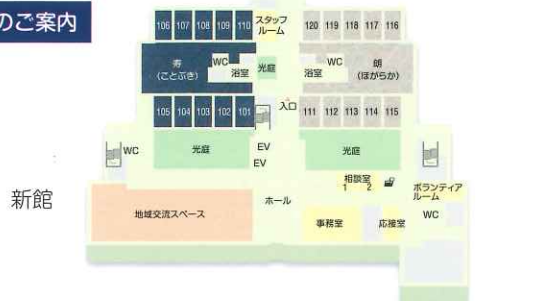 のご案内
106 107 108 109 110 スタッフ
ルーム 120 119 118 117 116
寿
(ことぶき)
WC
浴室
光庭
浴室
WC
朗
(ほがらか)
105 104 103 102 101
入口
111 112 113 114 115
WC
光庭
EV
EV
光庭
新館
相談室
1 2
ボランティア
ルーム
地域交流スペース
ホール
事務室
応接室
WC